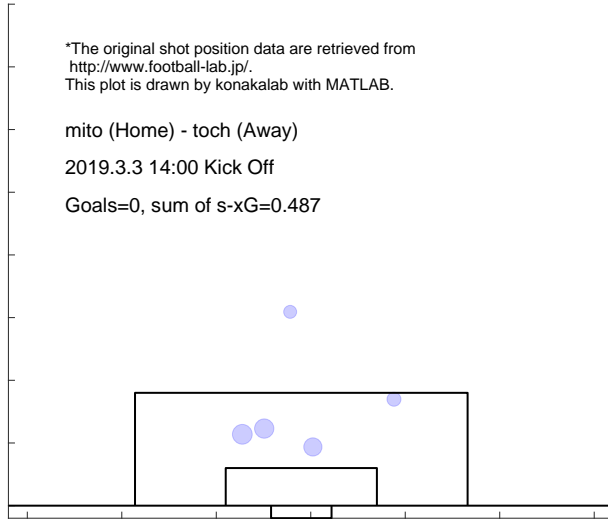 *The original shot position data are retrieved from
http://www.football-lab.jp/.
This plot is drawn by konakalab with MATLAB.
mito (Home) - toch (Away)
2019.3.3 14:00 Kick Off
Goals=0, sum of s-xG=0.487